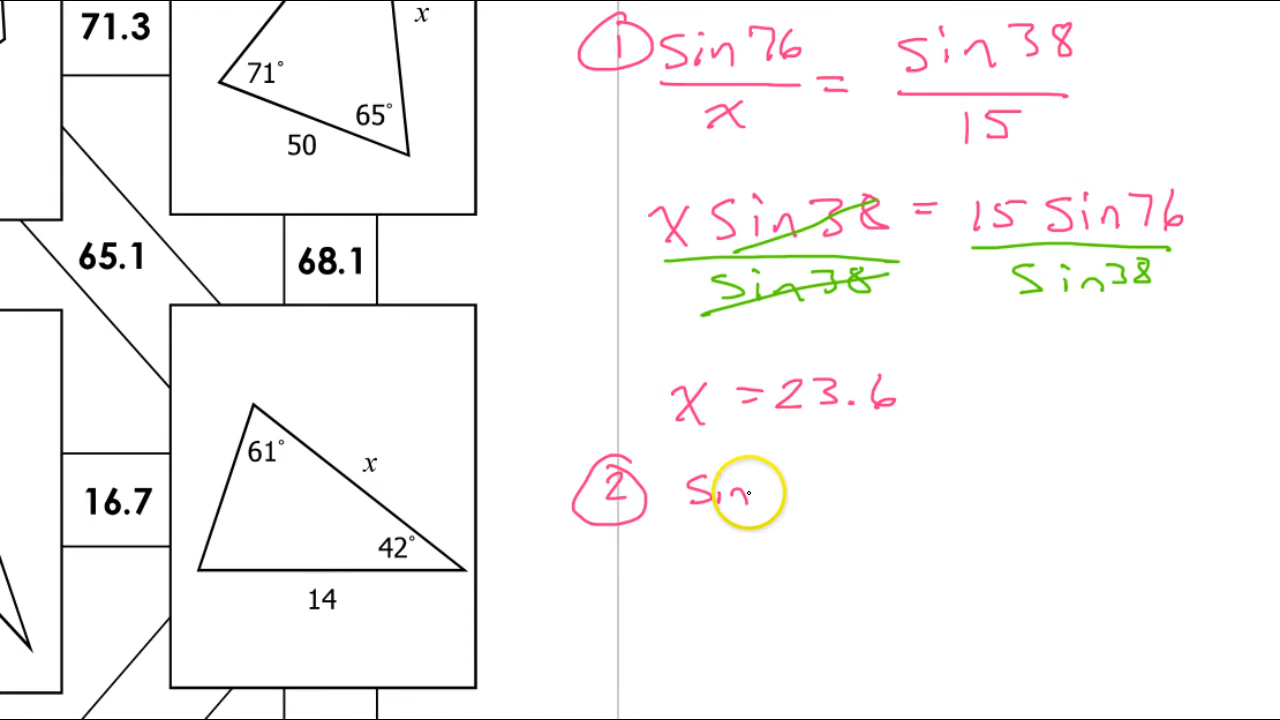 71.3
x
71°
65°
50
65.1
68.1
61°
x
42°
16.7
14
① sin 76 / x = sin 38 / 15
x sin 38 / sin 38 = 15 sin 76 / sin 38
x = 23.6
② sin